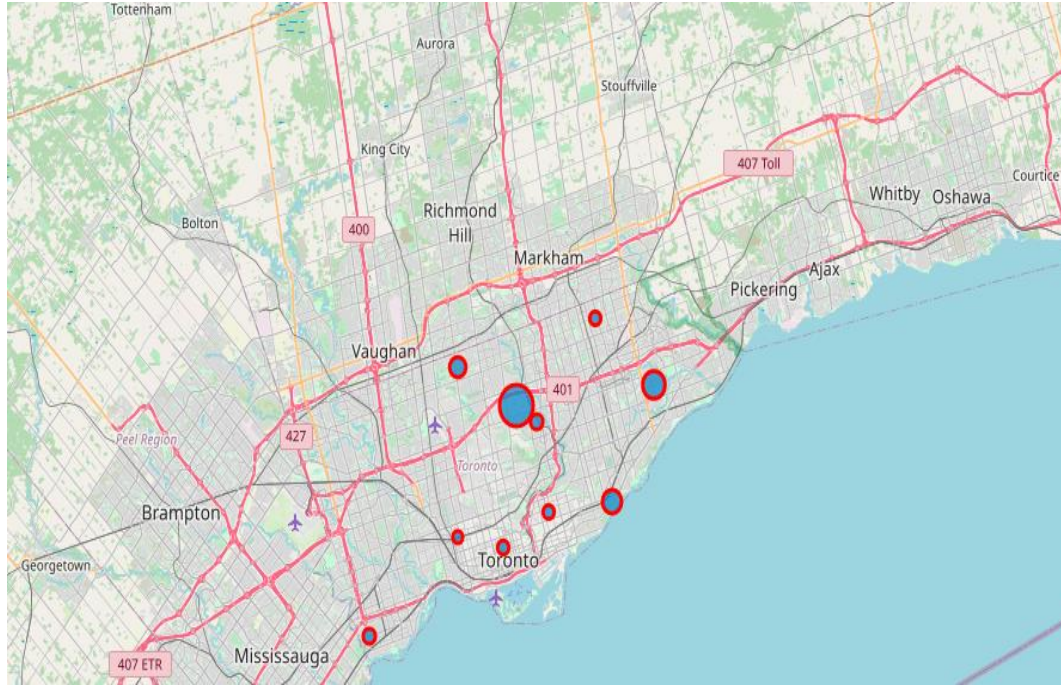 Tottenham
Aurora
Stouffville
King City
407 Toll
Courtice
Whitby
Oshawa
Richmond
Hill
Bolton
400
Markham
Ajax
Pickering
Vaughan
401
427
Peel Region
Toronto
Brampton
Georgetown
Toronto
Mississauga
407 ETR